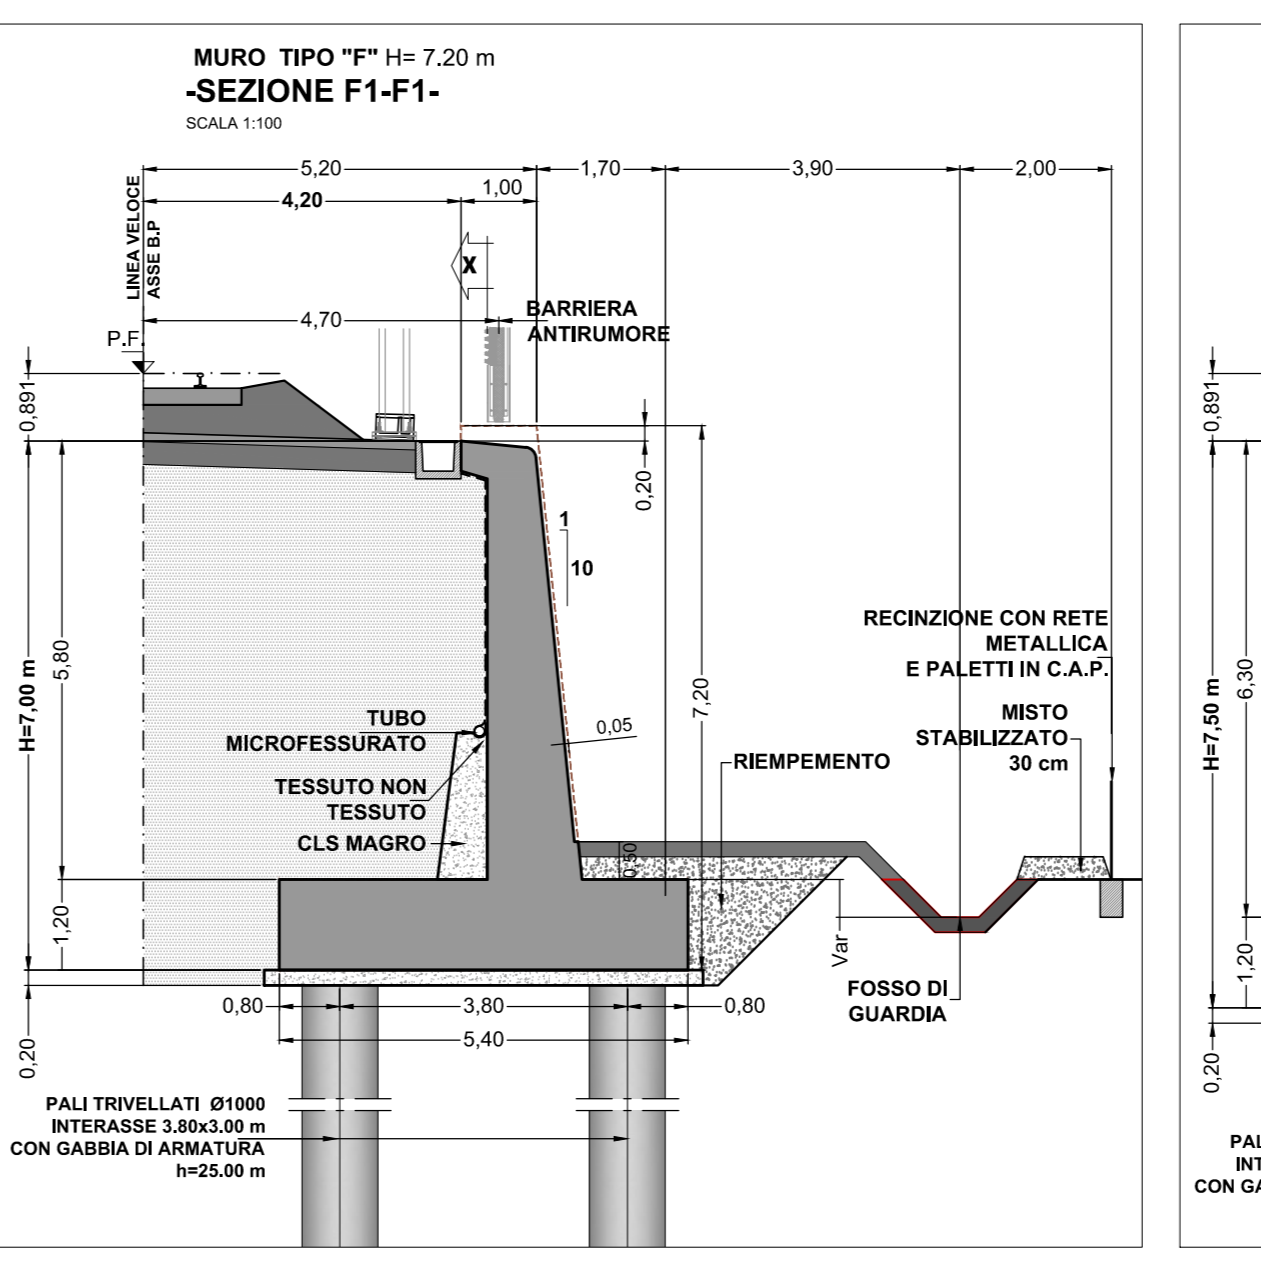 MURO TIPO "F" H= 7.20 m
-SEZIONE F1-F1-
SCALA 1:100
5,20
1,70
3,90
2,00
4,20
1,00
LINEA VELOCE
ASSE B.P
X
4,70
BARRIERA
ANTIRUMORE
P.F.
0,891
0,20
1
10
H=7,00 m
5,80
7,20
RECINZIONE CON RETE
METALLICA
E PALETTI IN C.A.P.
TUBO
MICROFESSURATO
0,05
MISTO
STABILIZZATO
30 cm
RIEMPEMENTO
TESSUTO NON
TESSUTO
CLS MAGRO
0,50
1,20
Var
FOSSO DI
GUARDIA
0,80
3,80
0,80
5,40
0,20
PALI TRIVELLATI Ø1000
INTERASSE 3.80x3.00 m
CON GABBIA DI ARMATURA
h=25.00 m
0,891
H=7,50 m
6,30
1,20
0,20
PAL
INT
CON GA